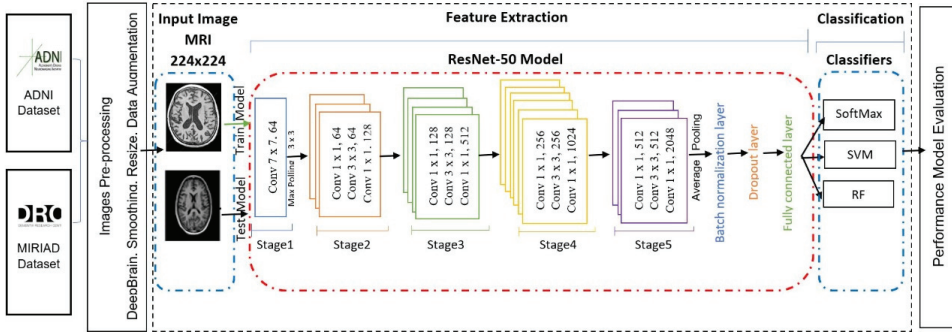 ADNI
ADNI
Dataset
DRC
MIRIAD
Dataset
Images Pre-processing
DeepBrain. Smoothing. Resize. Data Augmentation
Input Image
MRI
224x224
Train Model
Test Model
Feature Extraction
ResNet-50 Model
Conv 7 x 7, 64
Max Polling 3 x 3
Stage1
Conv 1 x 1, 64
Conv 3 x 3, 64
Conv 1 x 1, 128
Stage2
Conv 1 x 1, 128
Conv 3 x 3, 128
Conv 1 x 1, 512
Stage3
Conv 1 x 1, 256
Conv 3 x 3, 256
Conv 1 x 1, 1024
Stage4
Conv 1 x 1, 512
Conv 3 x 3, 512
Conv 1 x 1, 2048
Stage5
Average Pooling
Batch normalization layer
Dropout layer
Fully connected layer
Classification
Classifiers
SoftMax
SVM
RF
Performance Model Evaluation